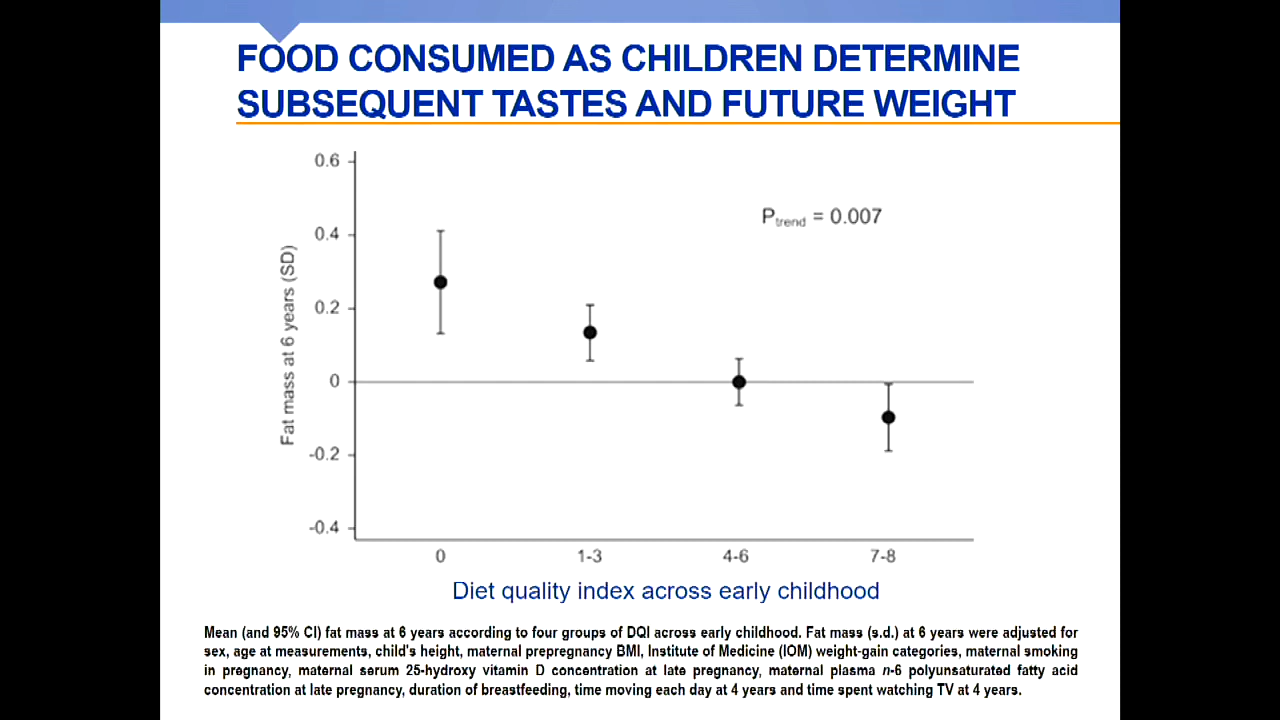 FOOD CONSUMED AS CHILDREN DETERMINE
SUBSEQUENT TASTES AND FUTURE WEIGHT
0.6
0.4
0.2
0
-0.2
-0.4
Fat mass at 6 years (SD)
Ptrend = 0.007
0 1-3 4-6 7-8
Diet quality index across early childhood
Mean (and 95% CI) fat mass at 6 years according to four groups of DQI across early childhood. Fat mass (s.d.) at 6 years were adjusted for
sex, age at measurements, child's height, maternal prepregnancy BMI, Institute of Medicine (IOM) weight-gain categories, maternal smoking
in pregnancy, maternal serum 25-hydroxy vitamin D concentration at late pregnancy, maternal plasma n-6 polyunsaturated fatty acid
concentration at late pregnancy, duration of breastfeeding, time moving each day at 4 years and time spent watching TV at 4 years.